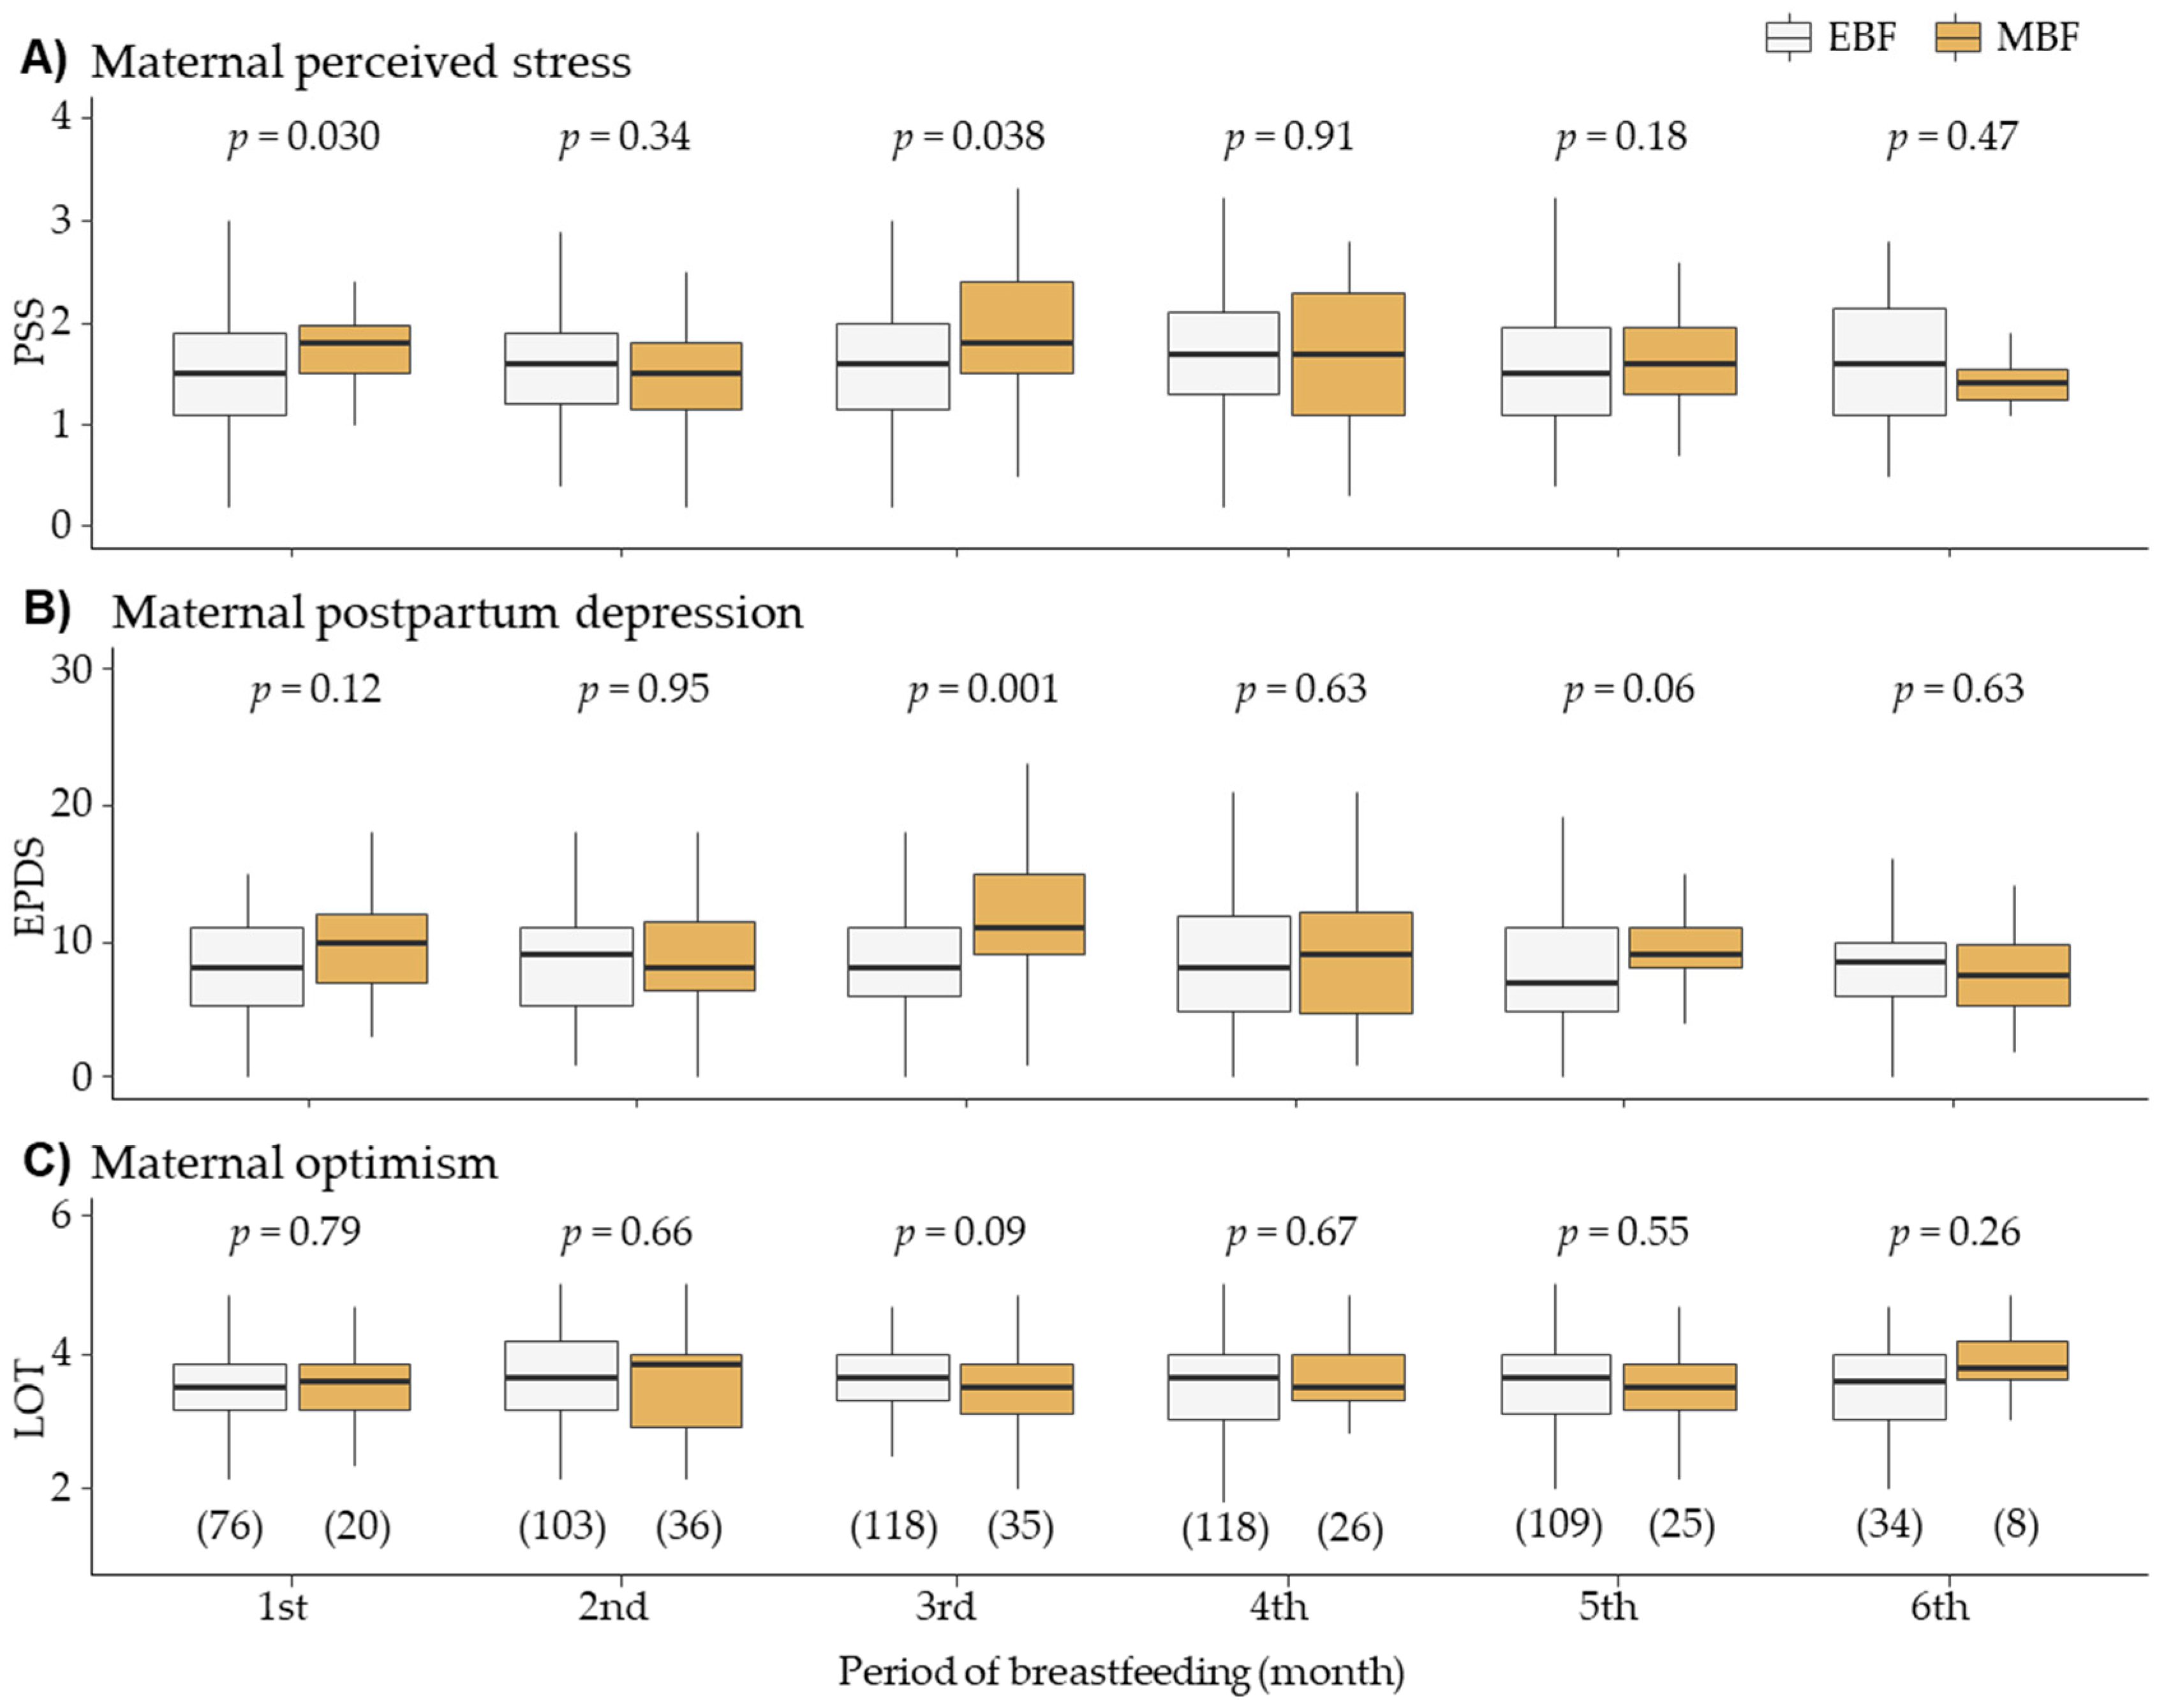 EBF MBF
A) Maternal perceived stress
4
p = 0.030 p = 0.34 p = 0.038 p = 0.91 p = 0.18 p = 0.47
3
PSS
2
1
0
B) Maternal postpartum depression
30
p = 0.12 p = 0.95 p = 0.001 p = 0.63 p = 0.06 p = 0.63
20
EPDS
10
0
C) Maternal optimism
6
p = 0.79 p = 0.66 p = 0.09 p = 0.67 p = 0.55 p = 0.26
4
LOT
2
(76) (20) (103) (36) (118) (35) (118) (26) (109) (25) (34) (8)
1st 2nd 3rd 4th 5th 6th
Period of breastfeeding (month)